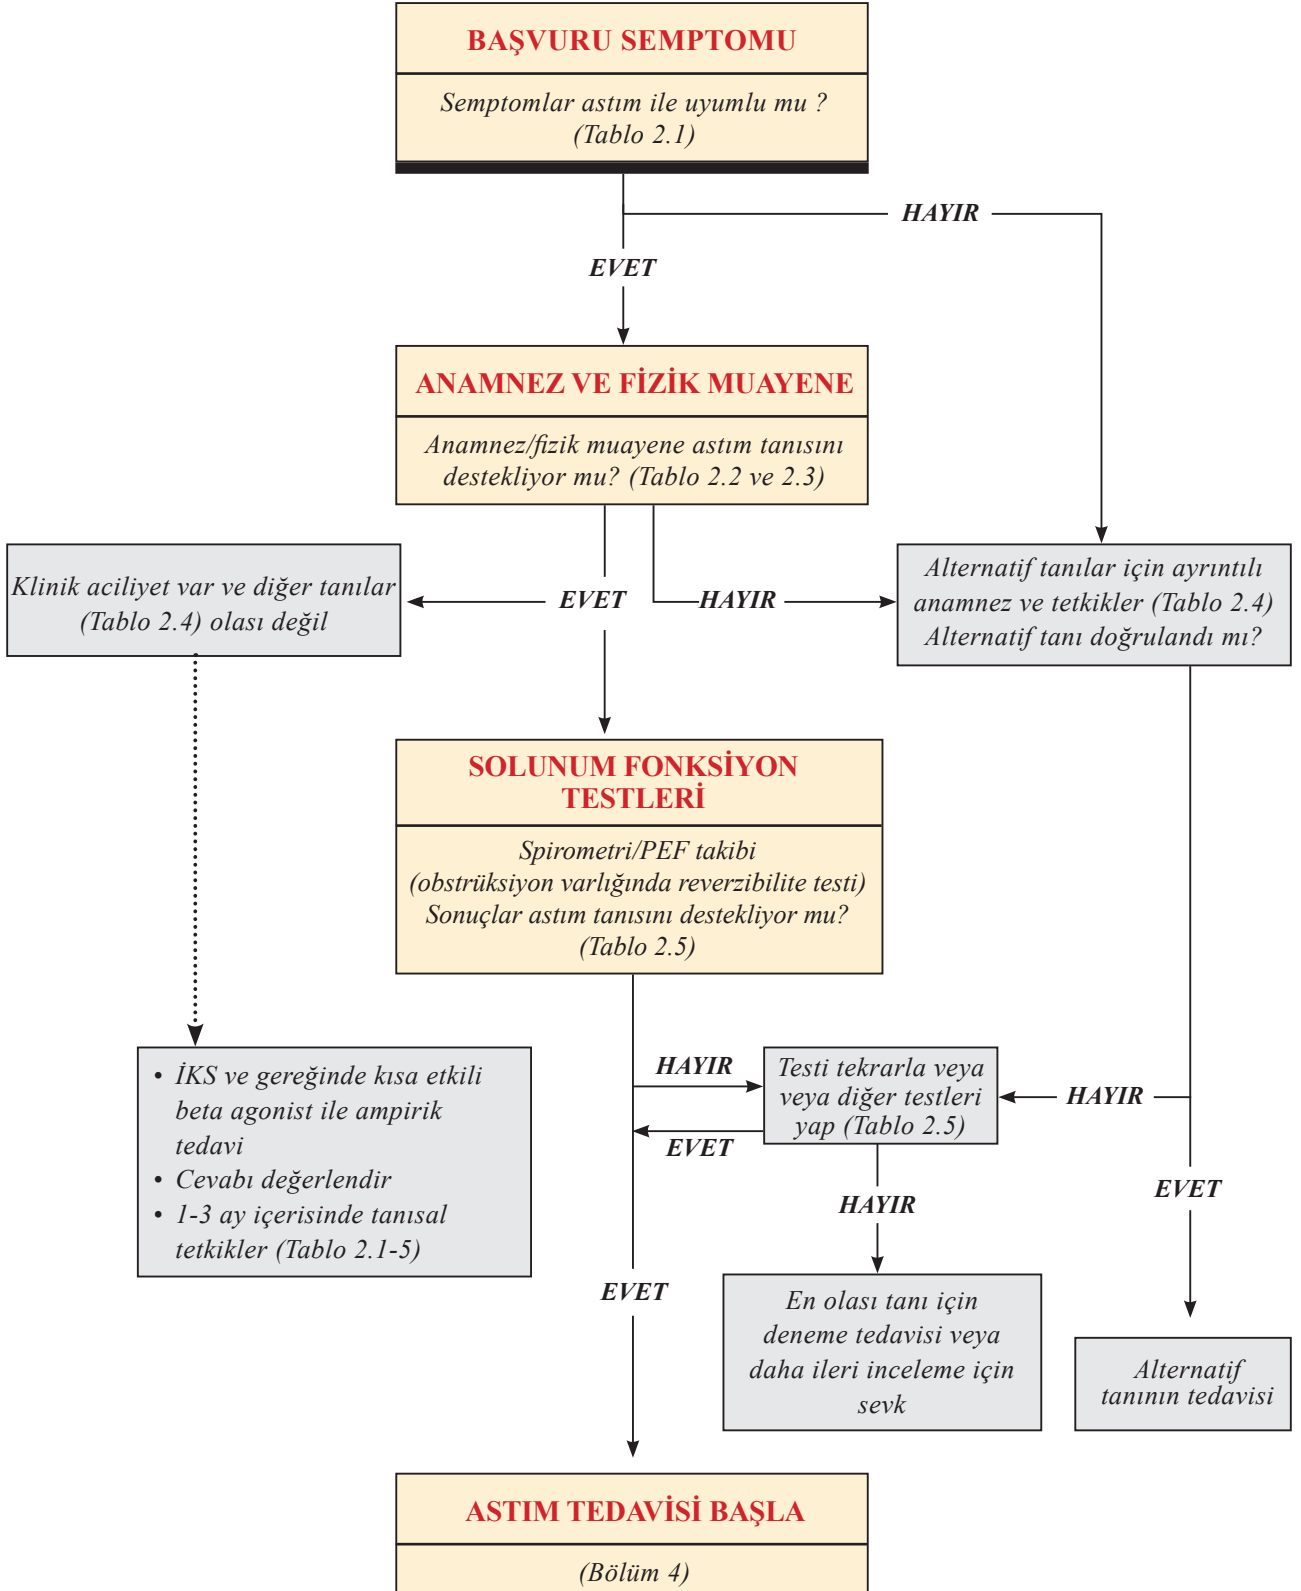 BAŞVURU SEMPTOMU
Semptomlar astım ile uyumlu mu ?
(Tablo 2.1)
HAYIR
EVET
ANAMNEZ VE FİZİK MUAYENE
Anamnez/fizik muayene astım tanısını
destekliyor mu? (Tablo 2.2 ve 2.3)
Klinik aciliyet var ve diğer tanılar
(Tablo 2.4) olası değil
EVET
HAYIR
Alternatif tanılar için ayrıntılı
anamnez ve tetkikler (Tablo 2.4)
Alternatif tanı doğrulandı mı?
SOLUNUM FONKSİYON
TESTLERİ
Spirometri/PEF takibi
(obstrüksiyon varlığında reverzibilite testi)
Sonuçlar astım tanısını destekliyor mu?
(Tablo 2.5)
• İKS ve gereğinde kısa etkili
beta agonist ile ampirik
tedavi
• Cevabı değerlendir
• 1-3 ay içerisinde tanısal
tetkikler (Tablo 2.1-5)
HAYIR
EVET
Testi tekrarla veya
veya diğer testleri
yap (Tablo 2.5)
HAYIR
HAYIR
EVET
EVET
En olası tanı için
deneme tedavisi veya
daha ileri inceleme için
sevk
Alternatif
tanının tedavisi
ASTIM TEDAVİSİ BAŞLA
(Bölüm 4)